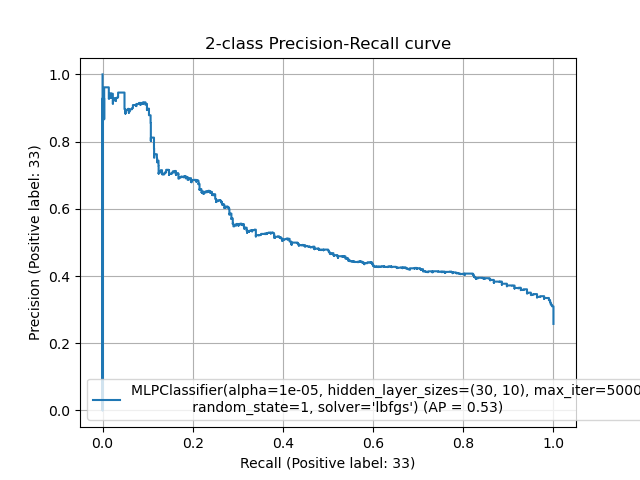 2-class Precision-Recall curve
1.0
0.8
0.6
0.4
0.2
0.0
Precision (Positive label: 33)
MLPClassifier(alpha=1e-05, hidden_layer_sizes=(30, 10), max_iter=5000
random_state=1, solver='lbfgs') (AP = 0.53)
0.0 0.2 0.4 0.6 0.8 1.0
Recall (Positive label: 33)